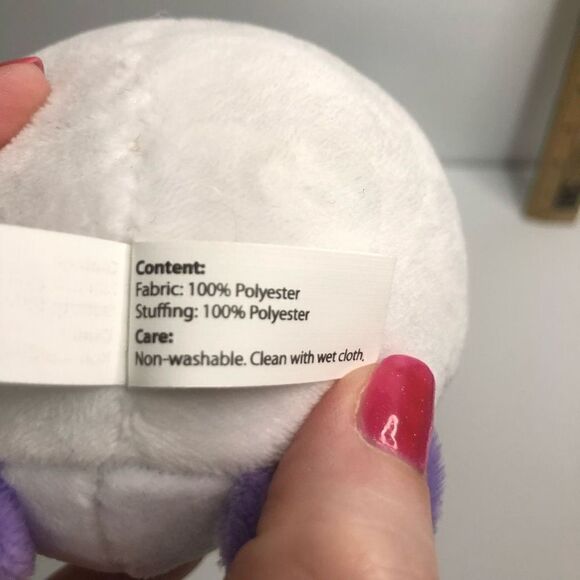 Content:
Fabric: 100% Polyester
Stuffing: 100% Polyester
Care:
Non-washable. Clean with wet cloth.